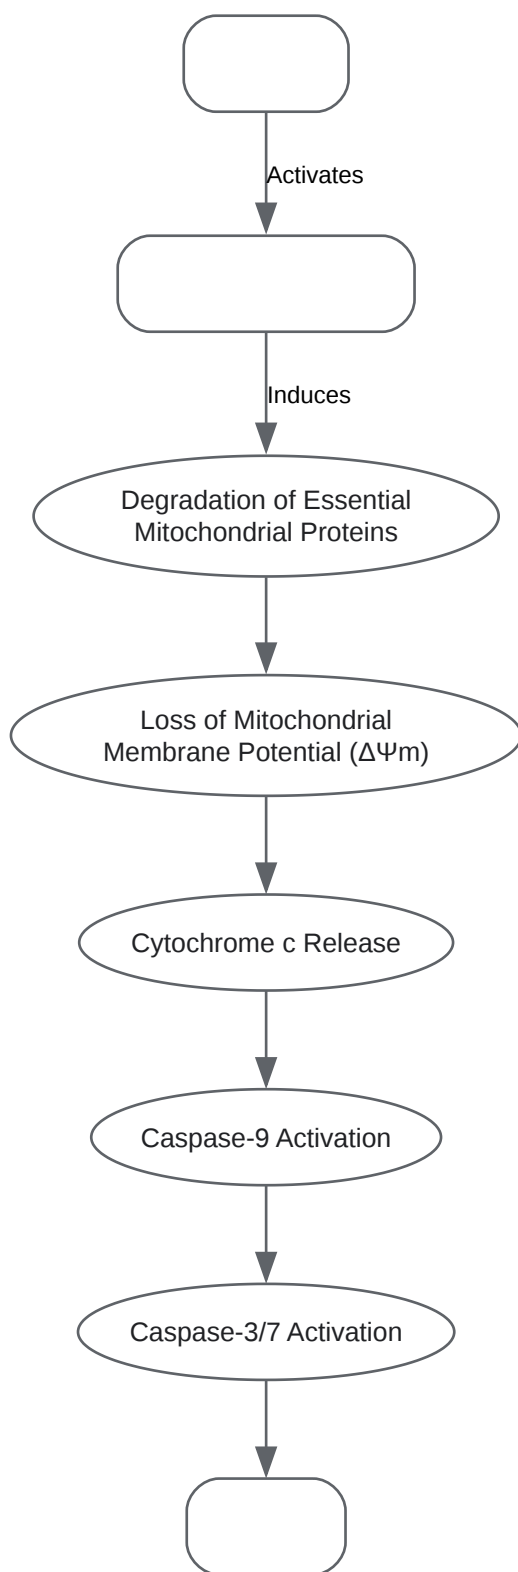 Activates
Induces
Degradation of Essential
Mitochondrial Proteins
Loss of Mitochondrial
Membrane Potential (ΔΨm)
Cytochrome c Release
Caspase-9 Activation
Caspase-3/7 Activation